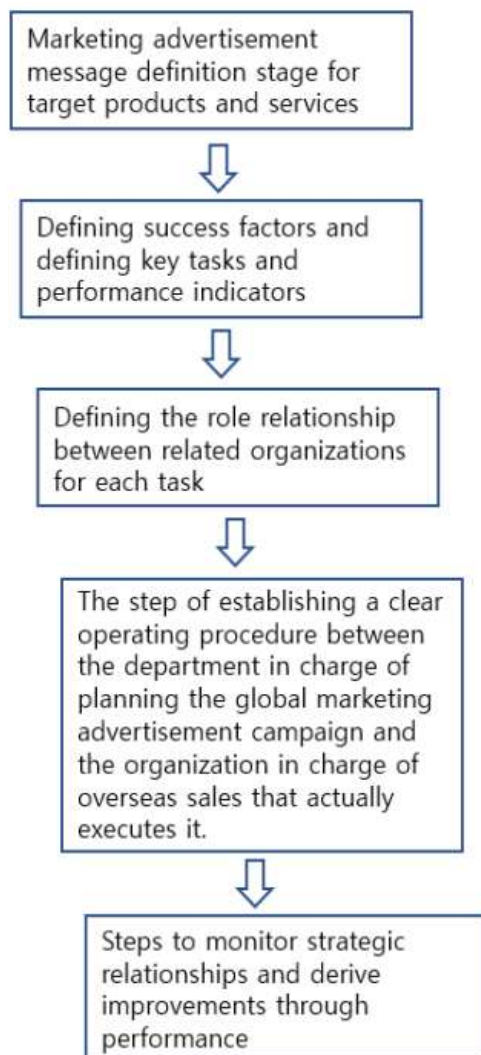 Marketing advertisement
message definition stage for
target products and services
Defining success factors and
defining key tasks and
performance indicators
Defining the role relationship
between related organizations
for each task
The step of establishing a clear
operating procedure between
the department in charge of
planning the global marketing
advertisement campaign and
the organization in charge of
overseas sales that actually
executes it.
Steps to monitor strategic
relationships and derive
improvements through
performance